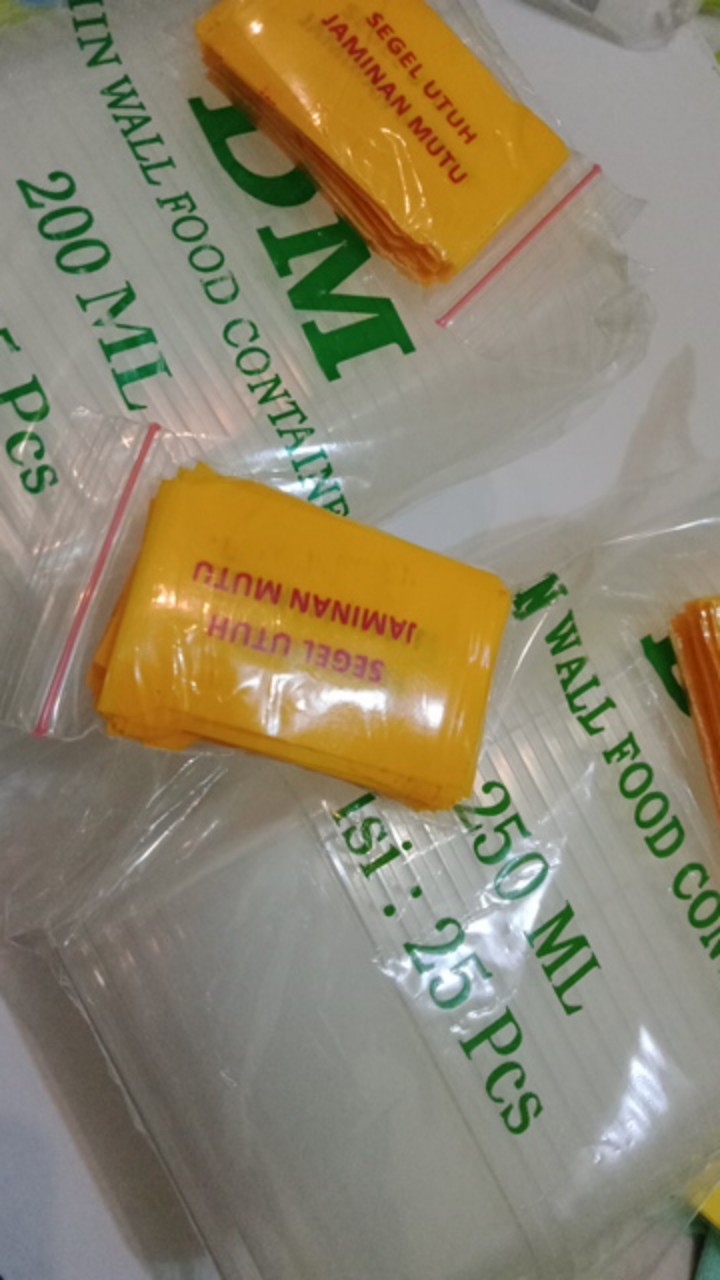 SEGEL UTUH
JAMINAN MUTU
DM
WALL FOOD CONTAINE
200 ML
Pcs
SEGEL UTUH
JAMINAN MUTU
N WALL FOOD CON
250 ML
Isi : 25 Pcs